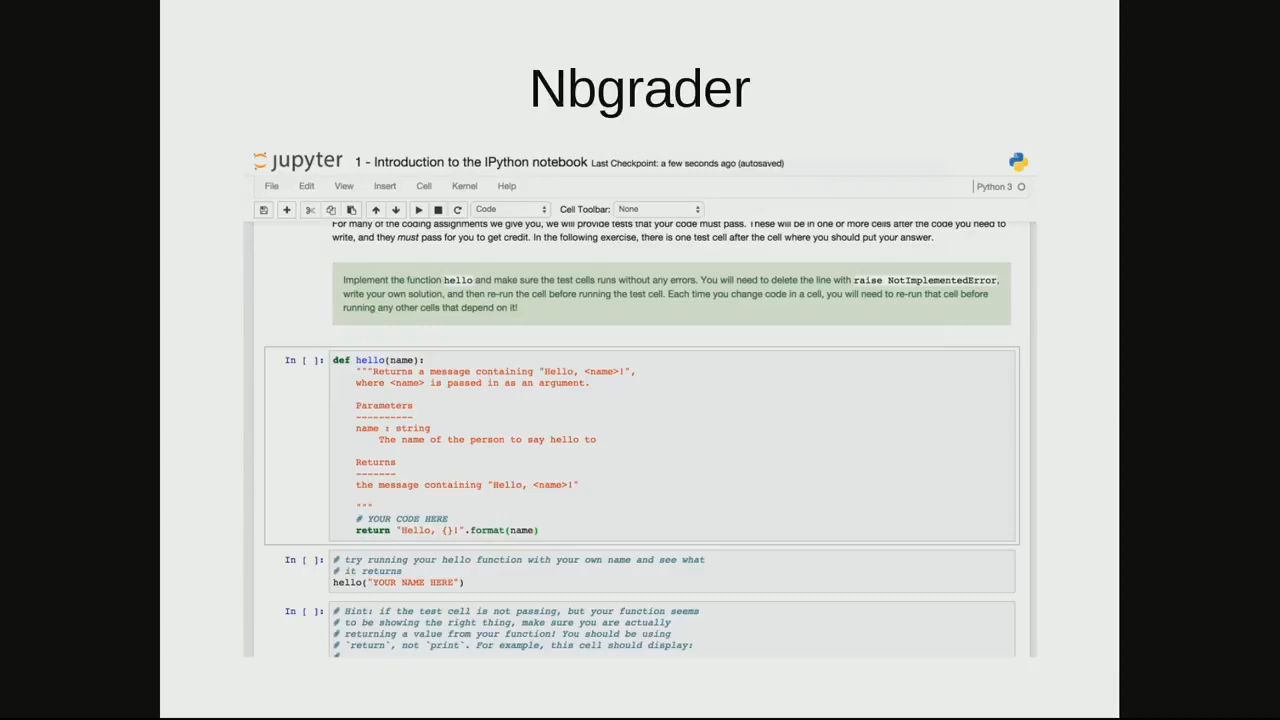 Nbgrader
jupyter 1 - Introduction to the IPython notebook Last Checkpoint: a few seconds ago (autosaved)
File Edit View Insert Cell Kernel Help Python 3
Code Cell Toolbar: None
For many of the coding assignments we give you, we will provide tests that your code must pass. These will be in one or more cells after the code you need to
write, and they must pass for you to get credit. In the following exercise, there is one test cell after the cell where you should put your answer.
Implement the function hello and make sure the test cells runs without any errors. You will need to delete the line with raise NotImplementedError,
write your own solution, and then re-run the cell before running the test cell. Each time you change code in a cell, you will need to re-run that cell before
running any other cells that depend on it!
In [ ]: def hello(name):
"""Returns a message containing "Hello, <name>!",
where <name> is passed in as an argument.
Parameters
----------
name : string
The name of the person to say hello to
Returns
-------
the message containing "Hello, <name>!"
"""
# YOUR CODE HERE
return "Hello, {}!".format(name)
In [ ]: # try running your hello function with your own name and see what
# it returns
hello("YOUR NAME HERE")
In [ ]: # Hint: if the test cell is not passing, but your function seems
# to be showing the right thing, make sure you are actually
# returning a value from your function! You should be using
# `return`, not `print`. For example, this cell should display:
#